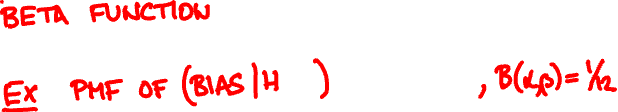 BETA FUNCTION
EX PMF OF (BIAS|H ) , B(α,β)=1/12